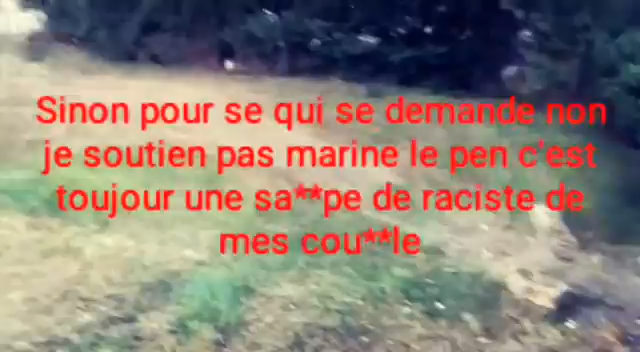 Sinon pour se qui se demande non
je soutien pas marine le pen c'est
toujour une sa**pe de raciste de
mes cou**le